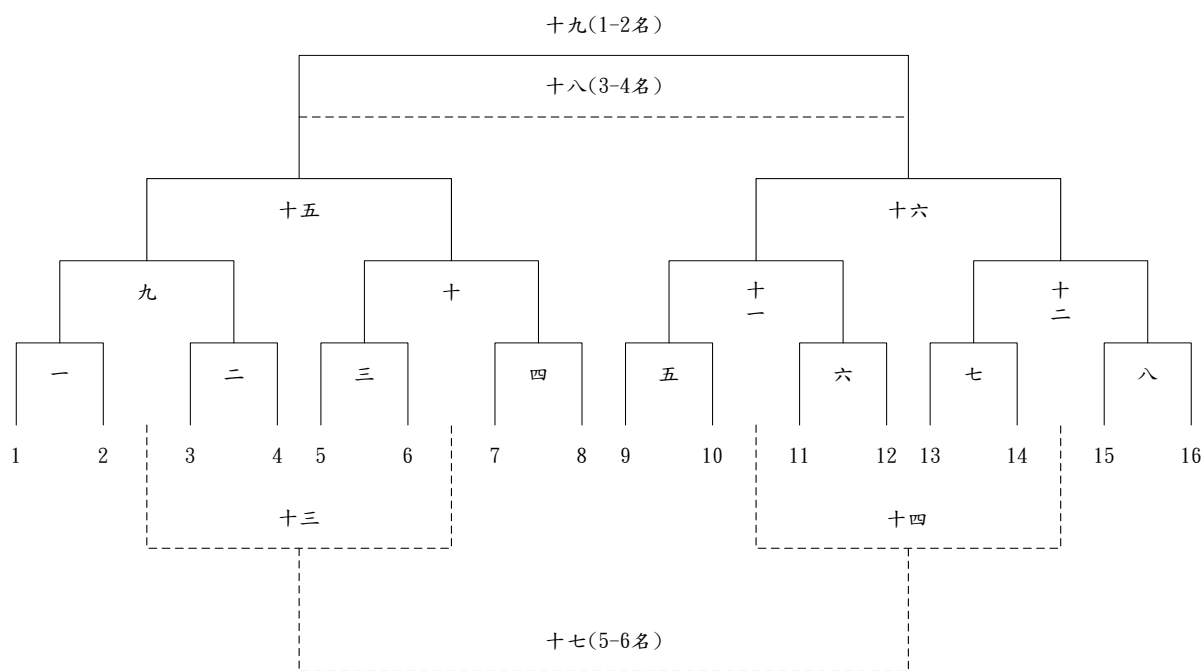 十九(1-2名)
十八(3-4名)
十五
十六
九
十
十一
十二
一
二
三
四
五
六
七
八
1
2
3
4
5
6
7
8
9
10
11
12
13
14
15
16
十三
十四
十七(5-6名)